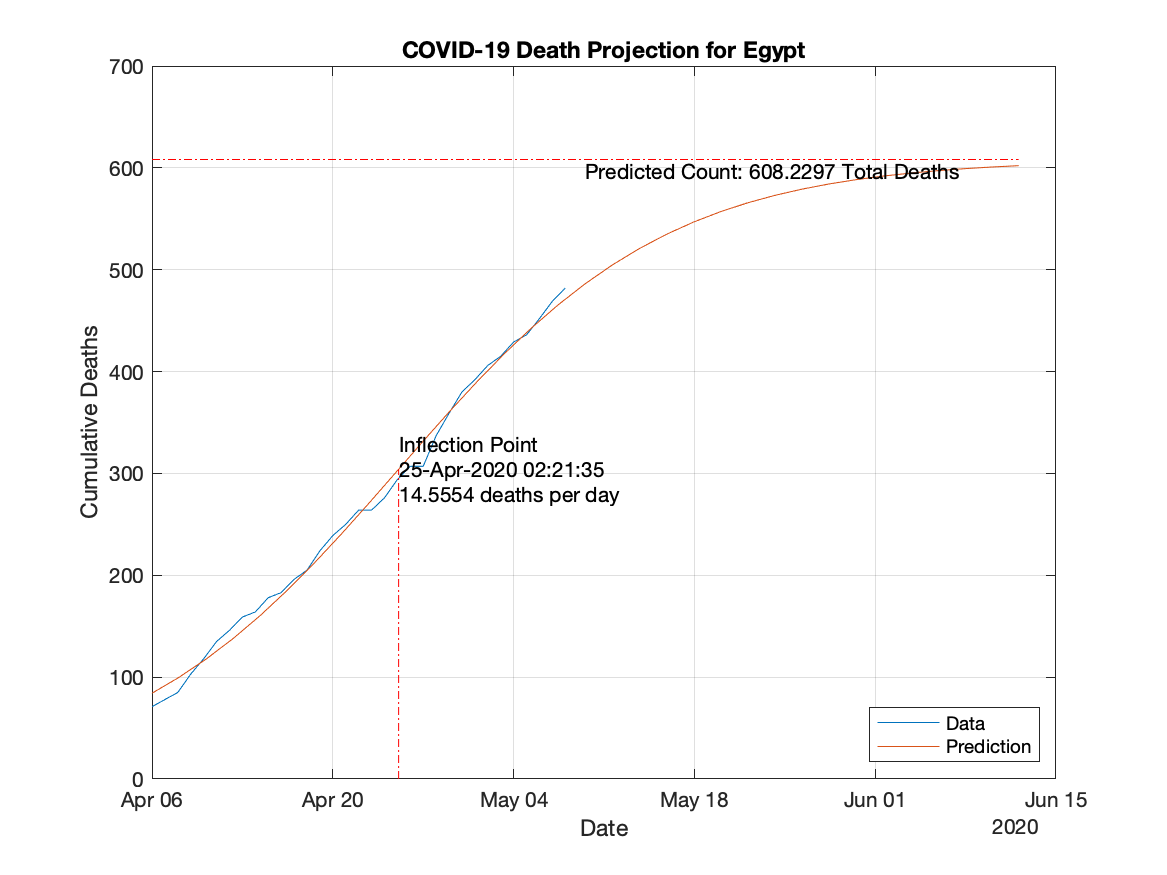 COVID-19 Death Projection for Egypt
700
600
500
400
300
200
100
0
Cumulative Deaths
Predicted Count: 608.2297 Total Deaths
Inflection Point
25-Apr-2020 02:21:35
14.5554 deaths per day
Data
Prediction
Apr 06 Apr 20 May 04 May 18 Jun 01 Jun 15
Date
2020